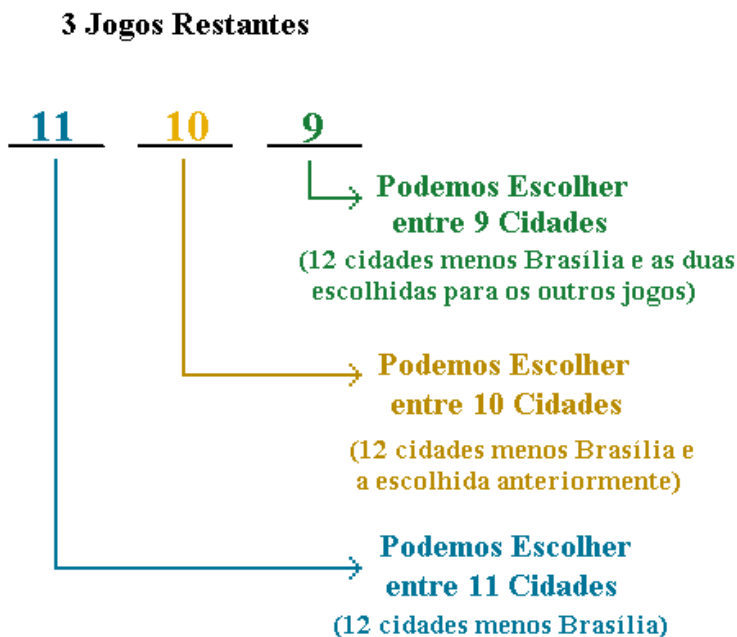 3 Jogos Restantes
11 10 9
Podemos Escolher
entre 9 Cidades
(12 cidades menos Brasília e as duas
escolhidas para os outros jogos)
Podemos Escolher
entre 10 Cidades
(12 cidades menos Brasília e
a escolhida anteriormente)
Podemos Escolher
entre 11 Cidades
(12 cidades menos Brasília)